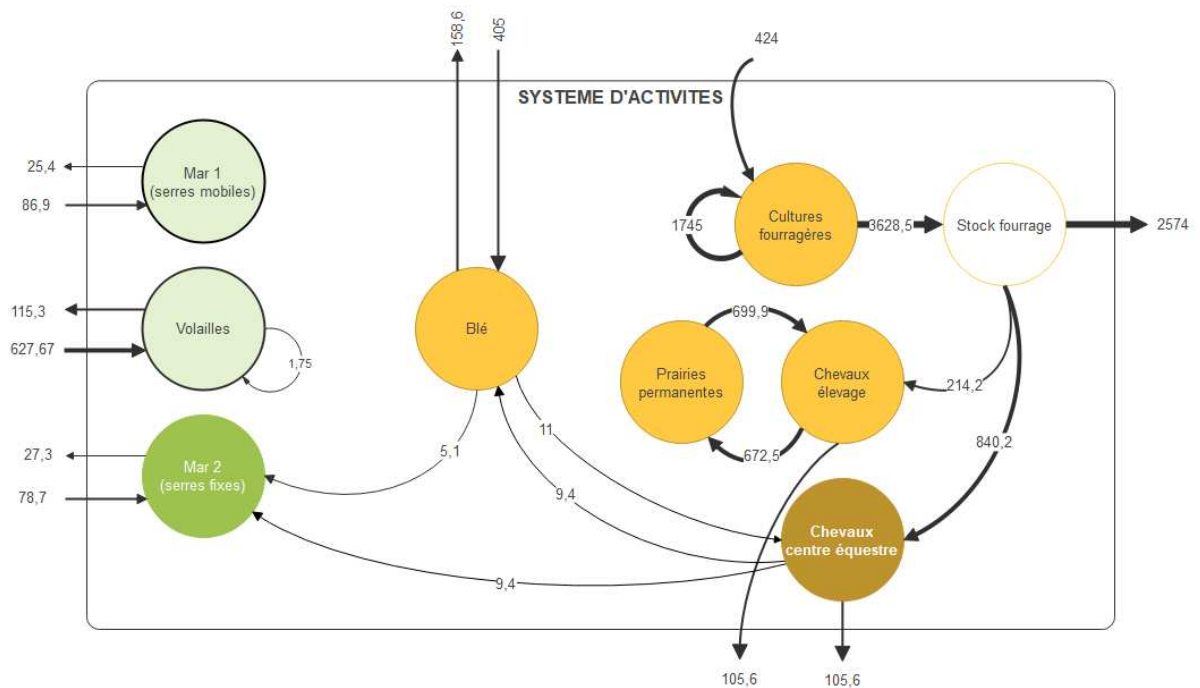 158,6
405
424
SYSTEME D'ACTIVITES
25,4
86,9
Mar 1
(serres mobiles)
1745
Cultures
fourragères
3628,5
Stock fourrage
2574
115,3
627,67
Volailles
1,75
Blé
699,9
Prairies
permanentes
Chevaux
élevage
672,5
214,2
27,3
78,7
Mar 2
(serres fixes)
5,1
11
9,4
840,2
Chevaux
centre équestre
9,4
105,6
105,6